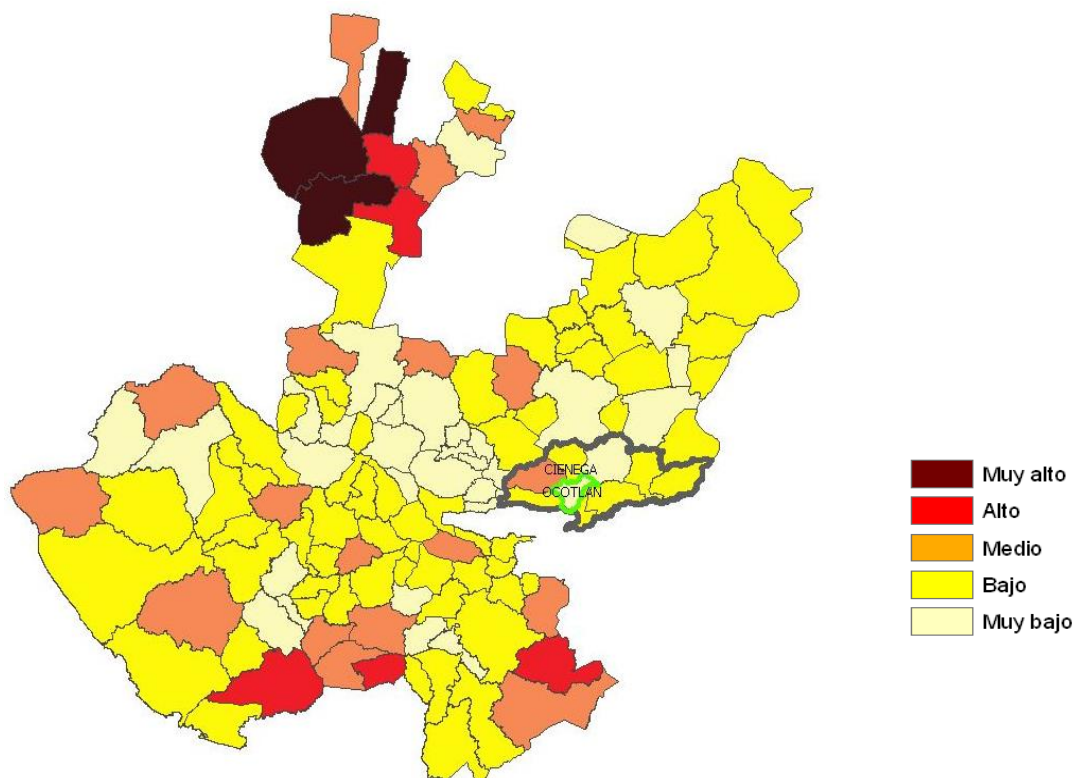 CIENEGA
OCOTLAN
Muy alto
Alto
Medio
Bajo
Muy bajo